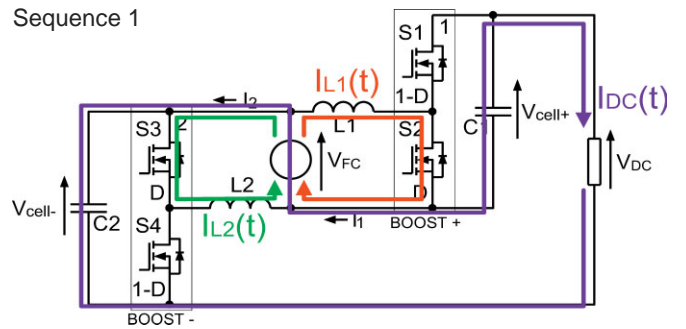 Sequence 1
S1
1
IL1(t)
1-D
I2
L1
C1
Vcell+
IDC(t)
S3
2
S2
D
VFC
D
VDC
L2
Vcell-
C2
I1
IL2(t)
S4
BOOST +
1-D
BOOST -